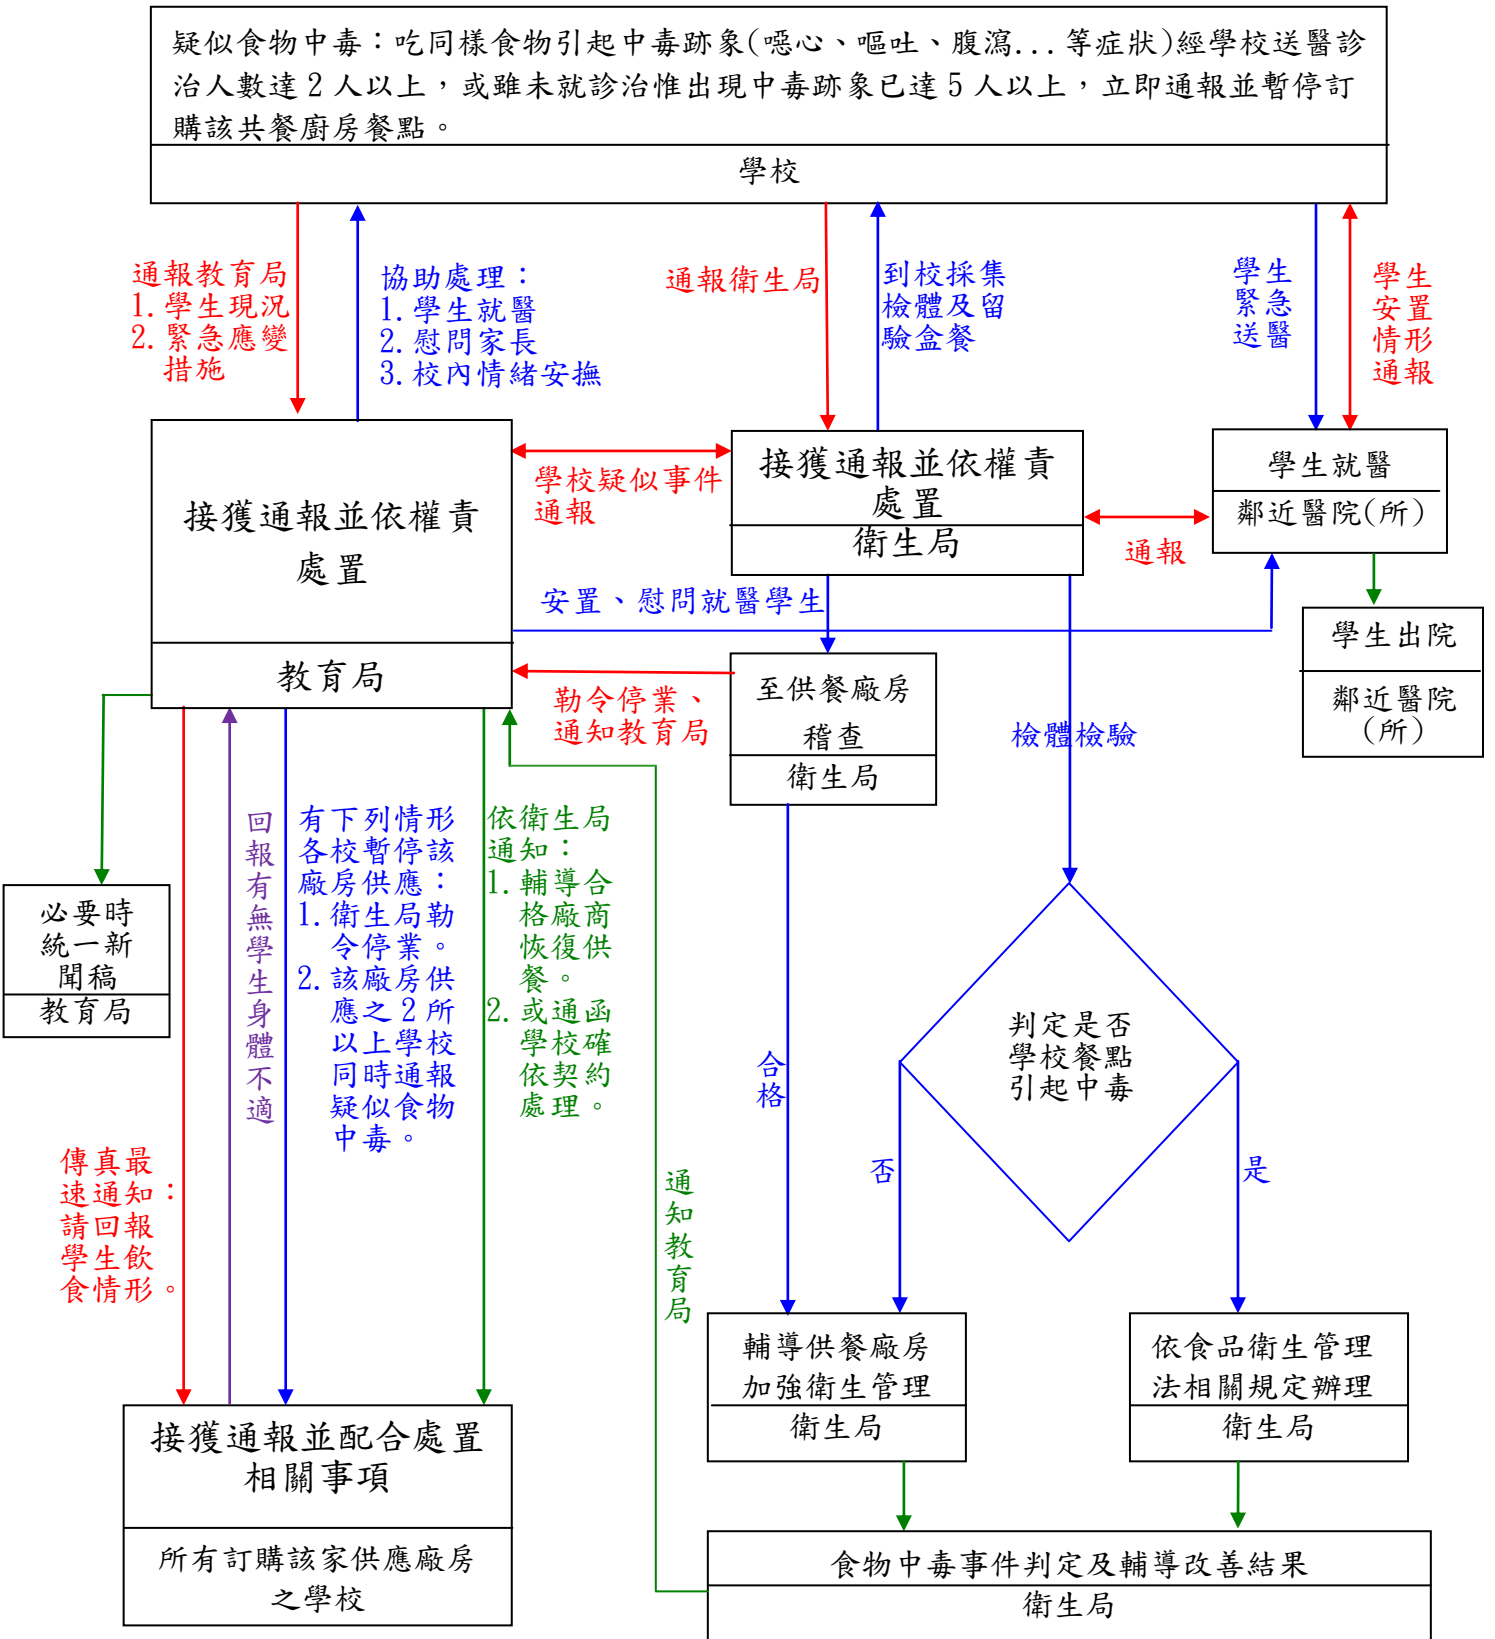 疑似食物中毒：吃同樣食物引起中毒跡象(噁心、嘔吐、腹瀉...等症狀)經學校送醫診
治人數達 2 人以上，或雖未就診治惟出現中毒跡象已達 5 人以上，立即通報並暫停訂
購該共餐廚房餐點。
學校
通報教育局
1.學生現況
2.緊急應變
措施
協助處理：
1.學生就醫
2.慰問家長
3.校內情緒安撫
通報衛生局
到校採集
檢體及留
驗盒餐
學生
緊急
送醫
學生
安置
情形
通報
接獲通報並依權責
處置
教育局
學校疑似事件
通報
接獲通報並依權責
處置
衛生局
通報
學生就醫
鄰近醫院(所)
安置、慰問就醫學生
學生出院
鄰近醫院
(所)
勒令停業、
通知教育局
至供餐廠房
稽查
衛生局
檢體檢驗
必要時
統一新
聞稿
教育局
傳真最
速通知：
請回報
學生飲
食情形。
回報有無學生身體不適
有下列情形
各校暫停該
廠房供應：
1.衛生局勒
令停業。
2.該廠房供
應之 2 所
以上學校
同時通報
疑似食物
中毒。
依衛生局
通知：
1.輔導合
格廠商
恢復供
餐。
2.或通函
學校確
依契約
處理。
通知教育局
合格
判定是否
學校餐點
引起中毒
否
是
輔導供餐廠房
加強衛生管理
衛生局
依食品衛生管理
法相關規定辦理
衛生局
接獲通報並配合處置
相關事項
所有訂購該家供應廠房
之學校
食物中毒事件判定及輔導改善結果
衛生局